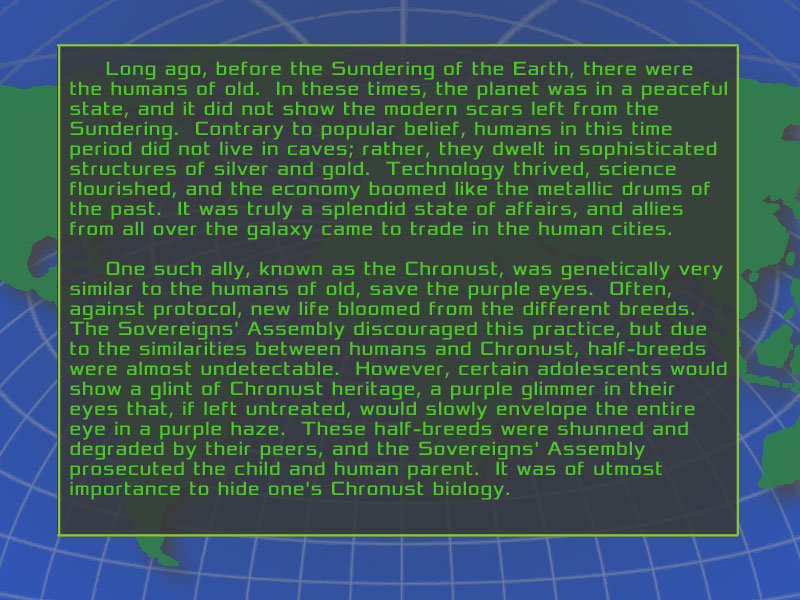 Long ago, before the Sundering of the Earth, there were
the humans of old. In these times, the planet was in a peaceful
state, and it did not show the modern scars left from the
Sundering. Contrary to popular belief, humans in this time
period did not live in caves; rather, they dwelt in sophisticated
structures of silver and gold. Technology thrived, science
flourished, and the economy boomed like the metallic drums of
the past. It was truly a splendid state of affairs, and allies
from all over the galaxy came to trade in the human cities.
One such ally, known as the Chronust, was genetically very
similar to the humans of old, save the purple eyes. Often,
against protocol, new life bloomed from the different breeds.
The Sovereigns' Assembly discouraged this practice, but due
to the similarities between humans and Chronust, half-breeds
were almost undetectable. However, certain adolescents would
show a glint of Chronust heritage, a purple glimmer in their
eyes that, if left untreated, would slowly envelope the entire
eye in a purple haze. These half-breeds were shunned and
degraded by their peers, and the Sovereigns' Assembly
prosecuted the child and human parent. It was of utmost
importance to hide one's Chronust biology.